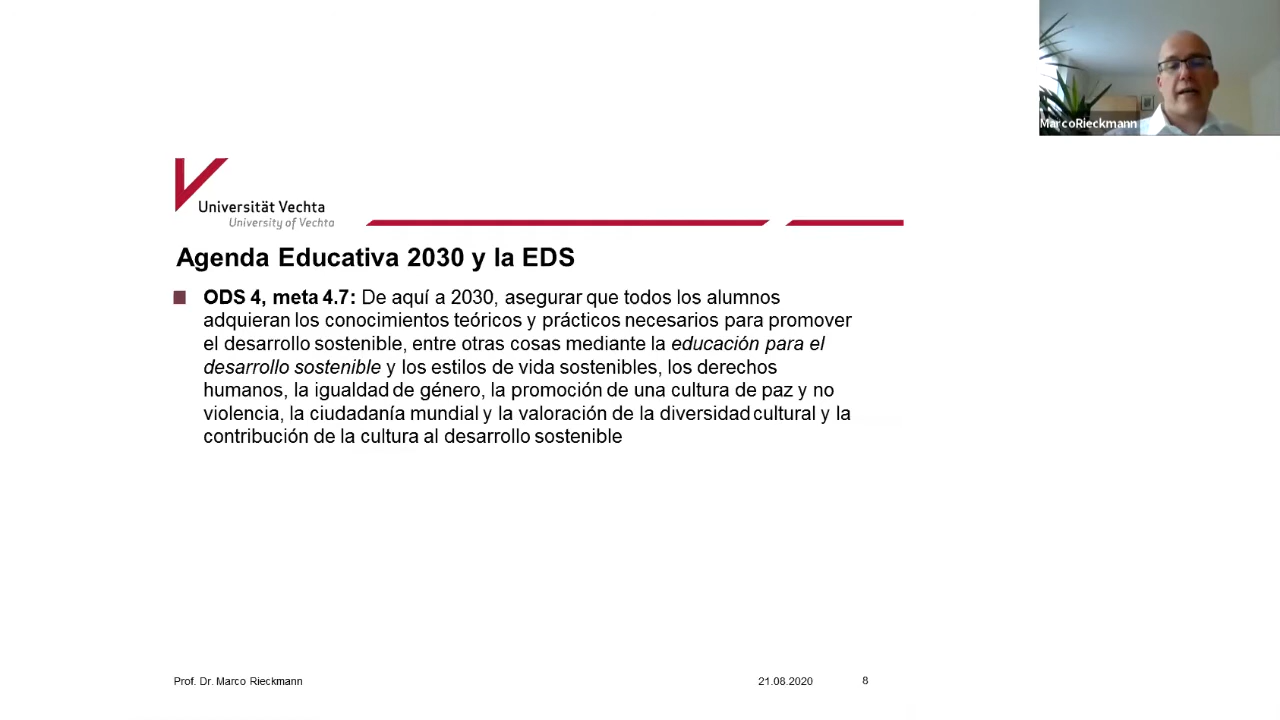 MarcoRieckmann
Universität Vechta
University of Vechta
Agenda Educativa 2030 y la EDS
ODS 4, meta 4.7: De aquí a 2030, asegurar que todos los alumnos
adquieran los conocimientos teóricos y prácticos necesarios para promover
el desarrollo sostenible, entre otras cosas mediante la educación para el
desarrollo sostenible y los estilos de vida sostenibles, los derechos
humanos, la igualdad de género, la promoción de una cultura de paz y no
violencia, la ciudadanía mundial y la valoración de la diversidad cultural y la
contribución de la cultura al desarrollo sostenible
Prof. Dr. Marco Rieckmann
21.08.2020
8